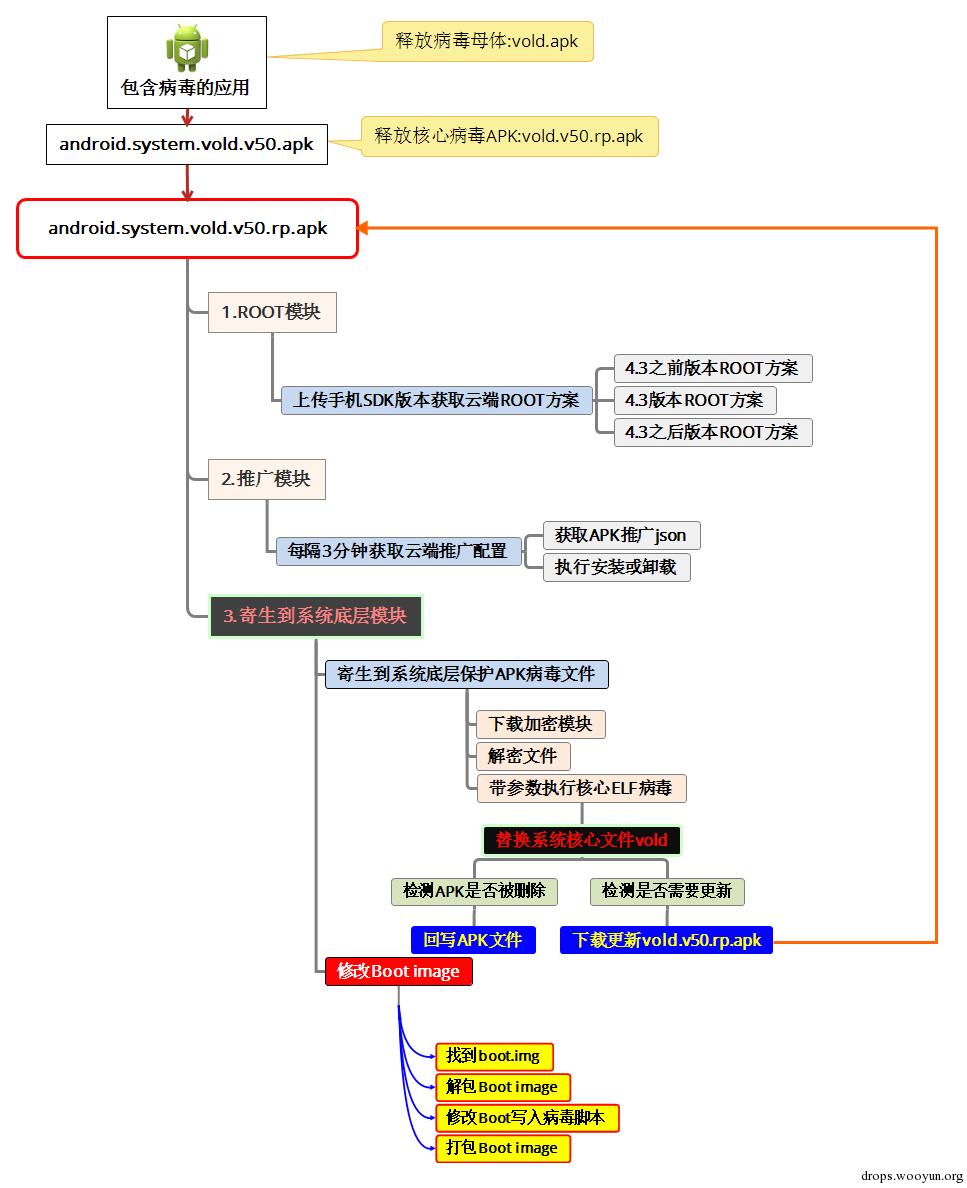 释放病毒母体:vold.apk
包含病毒的应用
android.system.vold.v50.apk
释放核心病毒APK:vold.v50.rp.apk
android.system.vold.v50.rp.apk
1.ROOT模块
上传手机SDK版本获取云端ROOT方案
4.3之前版本ROOT方案
4.3版本ROOT方案
4.3之后版本ROOT方案
2.推广模块
每隔3分钟获取云端推广配置
获取APK推广json
执行安装或卸载
3.寄生到系统底层模块
寄生到系统底层保护APK病毒文件
下载加密模块
解密文件
带参数执行核心ELF病毒
替换系统核心文件vold
检测APK是否被删除
检测是否需要更新
回写APK文件
下载更新vold.v50.rp.apk
修改Boot image
找到boot.img
解包Boot image
修改Boot写入病毒脚本
打包Boot image
drops.wooyun.org